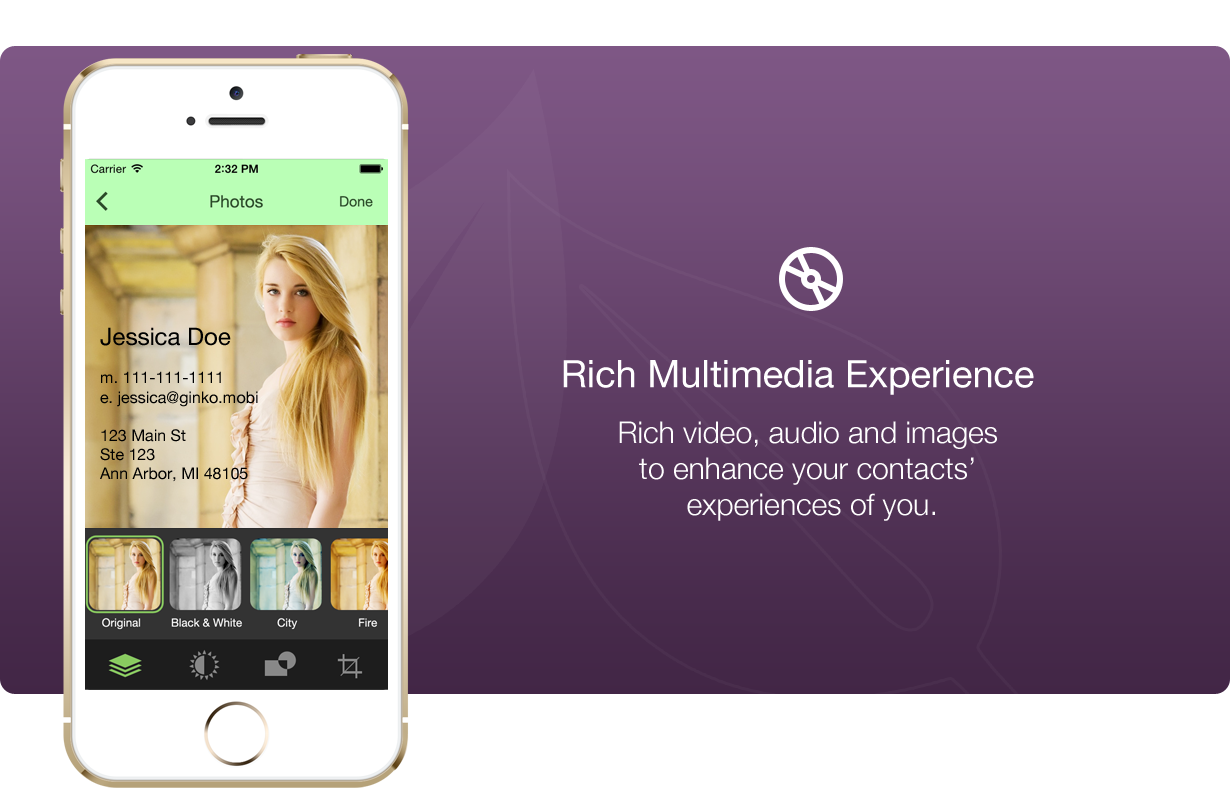 Carrier
2:32 PM
Photos
Done
Jessica Doe
m. 111-111-1111
e. jessica@ginko.mobi
123 Main St
Ste 123
Ann Arbor, MI 48105
Original
Black & White
City
Fire
Rich Multimedia Experience
Rich video, audio and images
to enhance your contacts’
experiences of you.